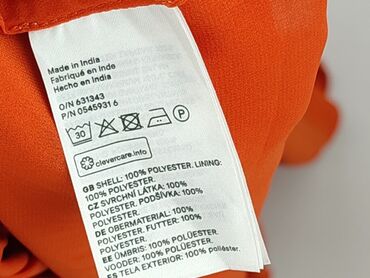 Made in India
Fabriqué en Inde
Hecho en India
O/N 631343
P/N 0545931 6
30
P
clevercare.info
GB SHELL: 100% POLYESTER. LINING:
100% POLYESTER.
CZ SVRCHNÍ LÁTKA: 100%
POLYESTER. PODŠÍVKA: 100%
POLYESTER.
DE OBERMATERIAL: 100%
POLYESTER. FUTTER: 100%
POLYESTER.
EE ÜMBRIS: 100% POLÜESTER.
VOODER: 100% POLÜESTER.
ES TELA EXTERIOR: 100% poliéster.